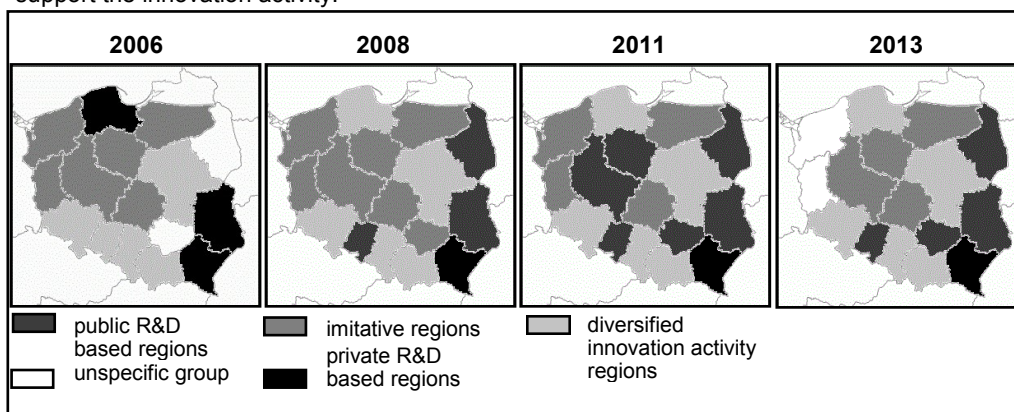 support the innovation activity.
2006 2008 2011 2013
public R&D
based regions
unspecific group
imitative regions
private R&D
based regions
diversified
innovation activity
regions